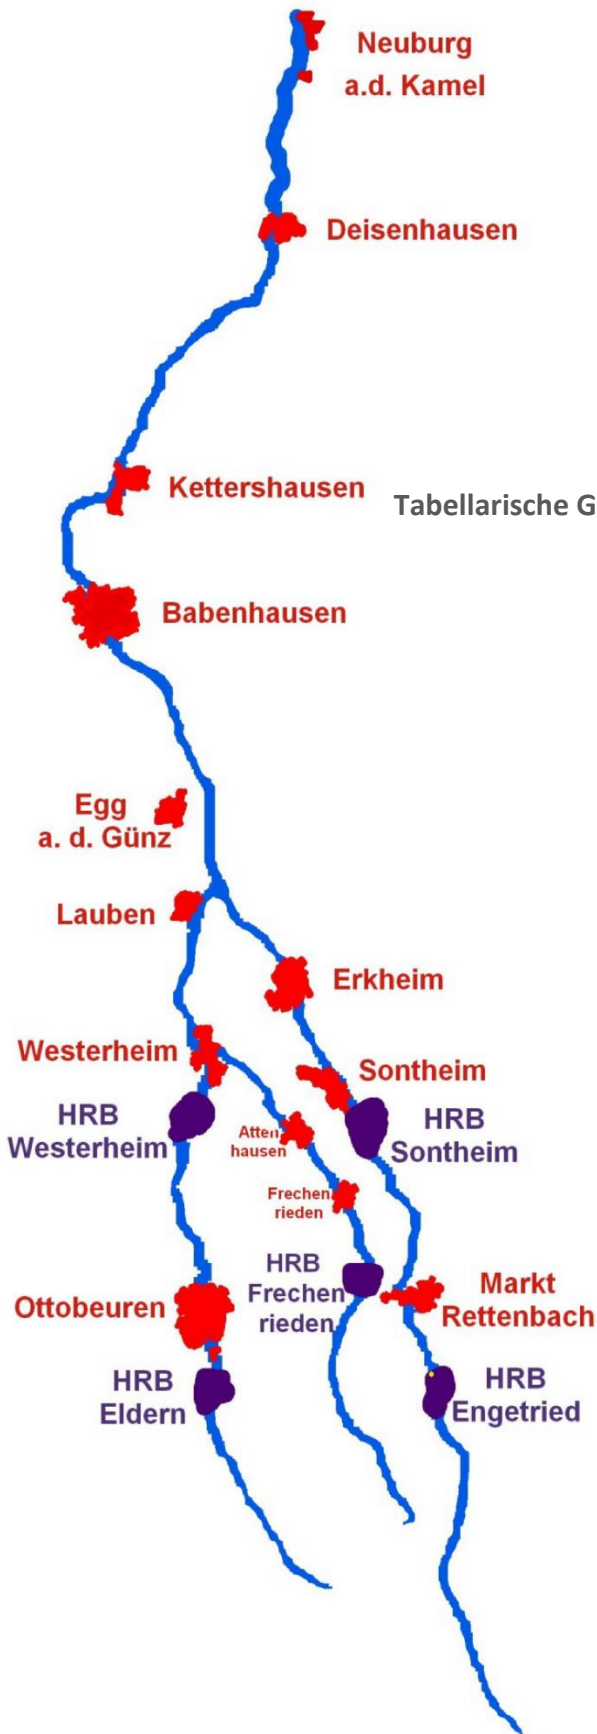 Neuburg
a.d. Kamel
Deisenhausen
Kettershausen
Tabellarische G
Babenhausen
Egg
a. d. Günz
Lauben
Erkheim
Westerheim
Sontheim
HRB
Westerheim
HRB
Sontheim
Atten
hausen
Frechen
rieden
HRB
Frechen
rieden
Ottobeuren
Markt
Rettenbach
HRB
Eldern
HRB
Engetried